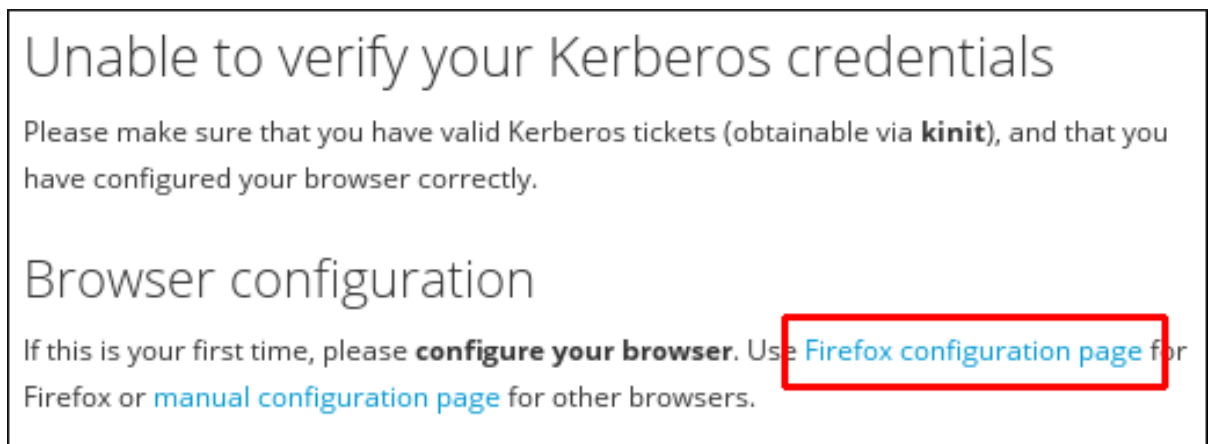 Unable to verify your Kerberos credentials
Please make sure that you have valid Kerberos tickets (obtainable via kinit), and that you
have configured your browser correctly.
Browser configuration
If this is your first time, please configure your browser. Use Firefox configuration page for
Firefox or manual configuration page for other browsers.